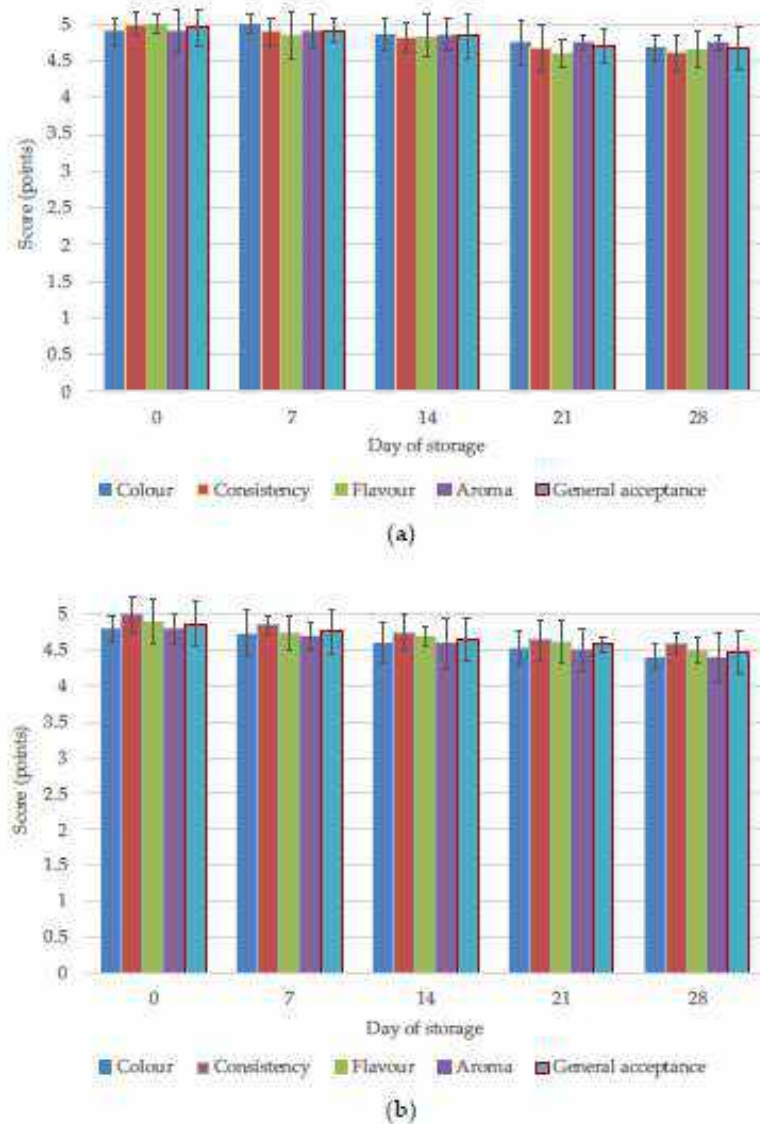 5
4.5
4
3.5
3
2.5
2
1.5
1
0.5
0
Score (points)
0 7 14 21 28
Day of storage
Colour Consistency Flavour Aroma General acceptance
(a)
5
4.5
4
3.5
3
2.5
2
1.5
1
0.5
0
Score (points)
0 7 14 21 28
Day of storage
Colour Consistency Flavour Aroma General acceptance
(b)